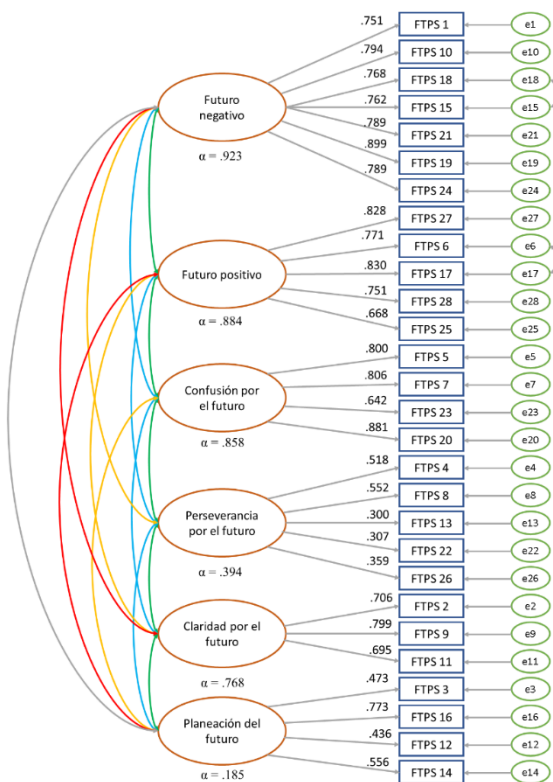 .751 FTPS 1 e1
.794 FTPS 10 e10
.768 FTPS 18 e18
Futuro
negativo
.762 FTPS 15 e15
.789 FTPS 21 e21
.899 FTPS 19 e19
α = .923
.789 FTPS 24 e24
.828 FTPS 27 e27
.771 FTPS 6 e6
Futuro positivo
.830 FTPS 17 e17
.751 FTPS 28 e28
α = .884
.668 FTPS 25 e25
.800 FTPS 5 e5
Confusión por
el futuro
.806 FTPS 7 e7
.642 FTPS 23 e23
α = .858
.881 FTPS 20 e20
.518 FTPS 4 e4
.552 FTPS 8 e8
Perseverancia
por el futuro
.300 FTPS 13 e13
.307 FTPS 22 e22
α = .394
.359 FTPS 26 e26
.706 FTPS 2 e2
Claridad por el
futuro
.799 FTPS 9 e9
.695 FTPS 11 e11
α = .768
.473 FTPS 3 e3
Planeación del
futuro
.773 FTPS 16 e16
.436 FTPS 12 e12
α = .185
.556 FTPS 14 e14